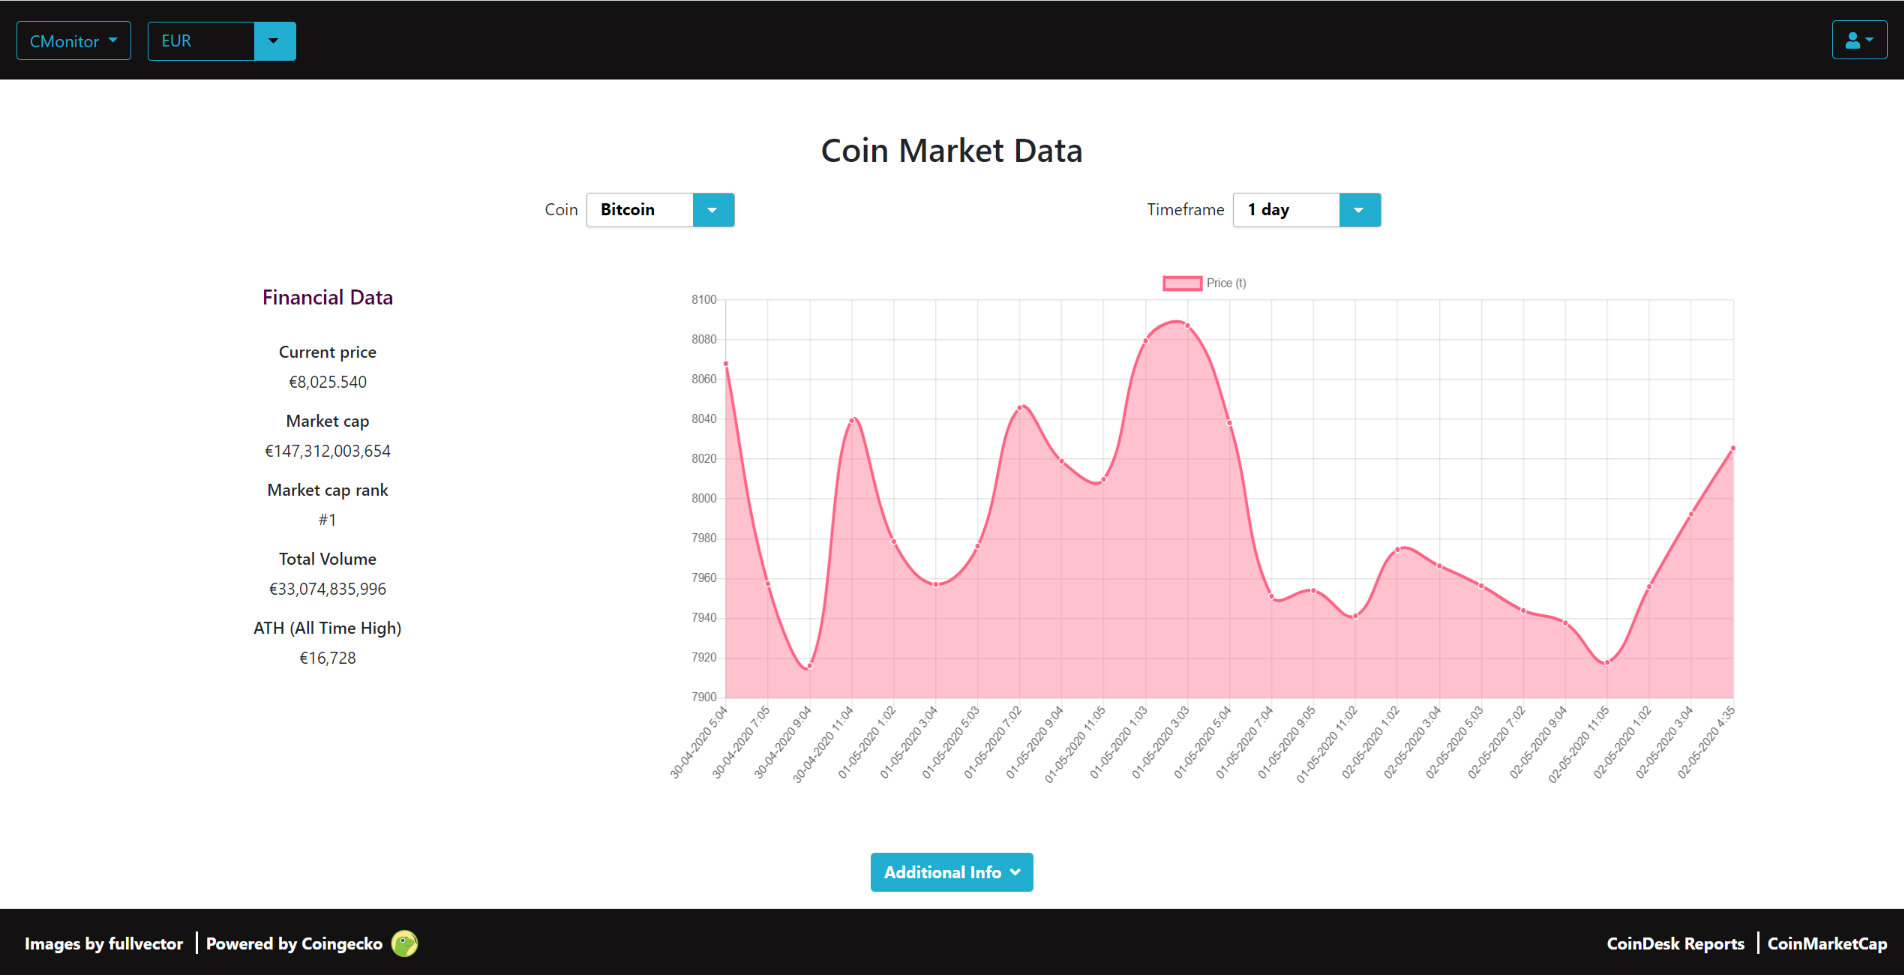 CMonitor
EUR
Coin Market Data
Coin Bitcoin
Timeframe 1 day
Financial Data
Current price
€8,025.540
Market cap
€147,312,003,654
Market cap rank
#1
Total Volume
€33,074,835,996
ATH (All Time High)
€16,728
Price (t)
8100
8080
8060
8040
8020
8000
7980
7960
7940
7920
7900
30-04-2020 5:04
30-04-2020 7:05
30-04-2020 9:04
30-04-2020 11:04
01-05-2020 1:02
01-05-2020 3:04
01-05-2020 5:03
01-05-2020 7:02
01-05-2020 9:04
01-05-2020 11:05
01-05-2020 1:03
01-05-2020 3:03
01-05-2020 5:04
01-05-2020 7:04
01-05-2020 9:05
01-05-2020 11:02
02-05-2020 1:02
02-05-2020 3:04
02-05-2020 5:03
02-05-2020 7:02
02-05-2020 9:04
02-05-2020 11:05
02-05-2020 1:02
02-05-2020 3:04
02-05-2020 4:35
Additional Info
Images by fullvector | Powered by Coingecko
CoinDesk Reports | CoinMarketCap